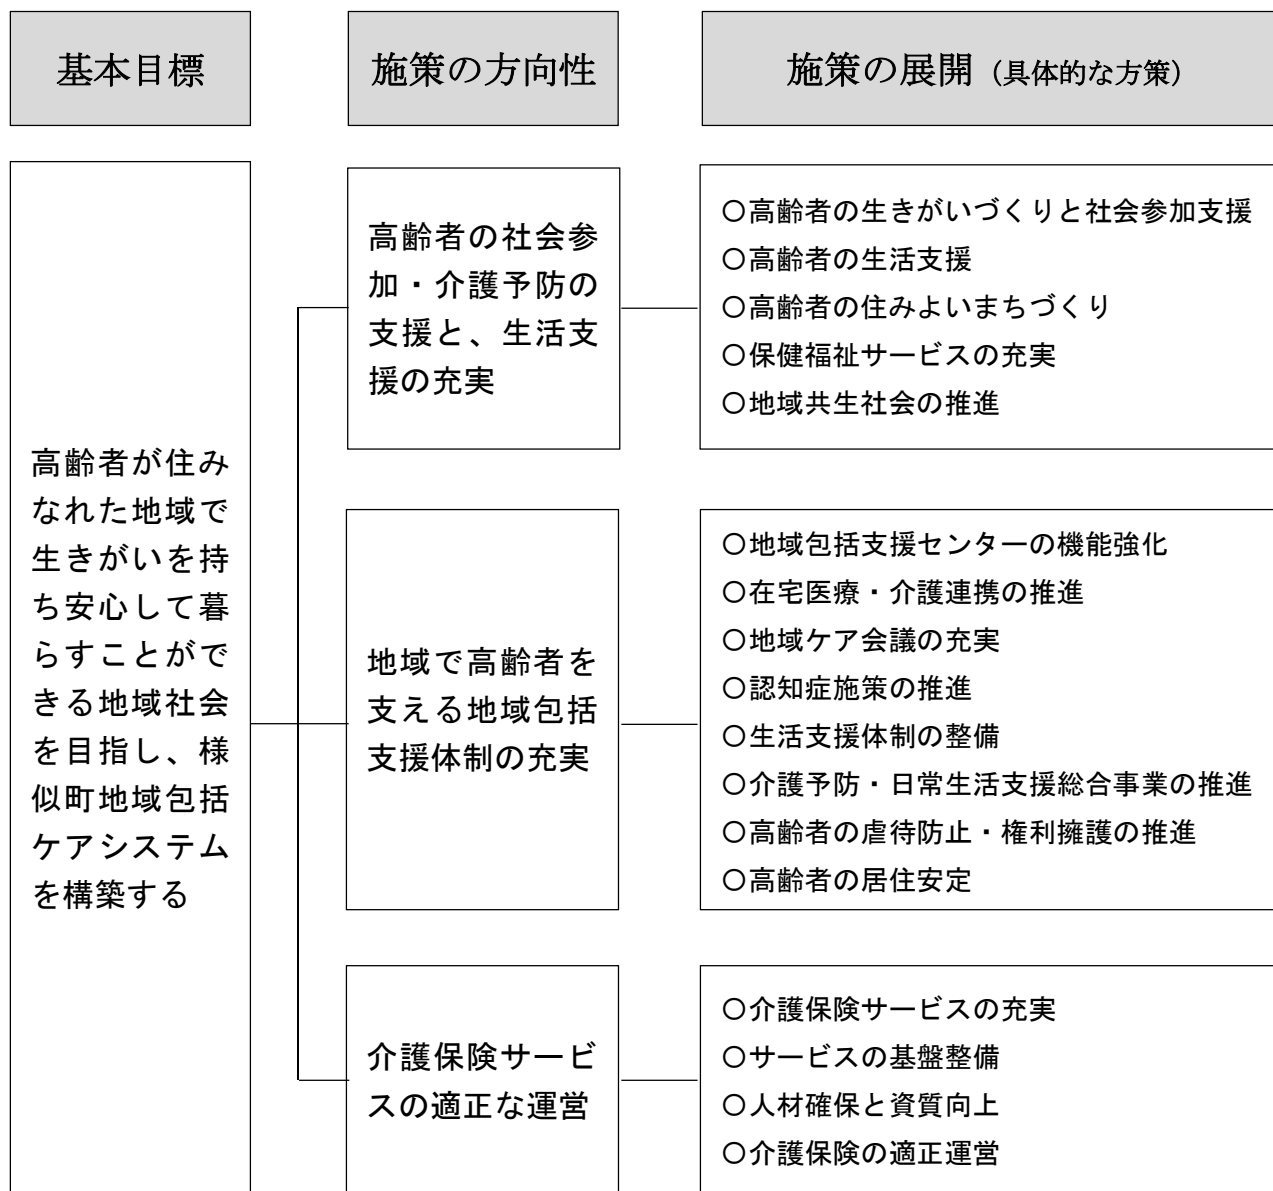 基本目標
施策の方向性
施策の展開（具体的な方策）
高齢者が住み
なれた地域で
生きがいを持
ち安心して暮
らすことがで
きる地域社会
を目指し、様
似町地域包括
ケアシステム
を構築する
高齢者の社会参
加・介護予防の
支援と、生活支
援の充実
○高齢者の生きがいづくりと社会参加支援
○高齢者の生活支援
○高齢者の住みよいまちづくり
○保健福祉サービスの充実
○地域共生社会の推進
地域で高齢者を
支える地域包括
支援体制の充実
○地域包括支援センターの機能強化
○在宅医療・介護連携の推進
○地域ケア会議の充実
○認知症施策の推進
○生活支援体制の整備
○介護予防・日常生活支援総合事業の推進
○高齢者の虐待防止・権利擁護の推進
○高齢者の居住安定
介護保険サービ
スの適正な運営
○介護保険サービスの充実
○サービスの基盤整備
○人材確保と資質向上
○介護保険の適正運営